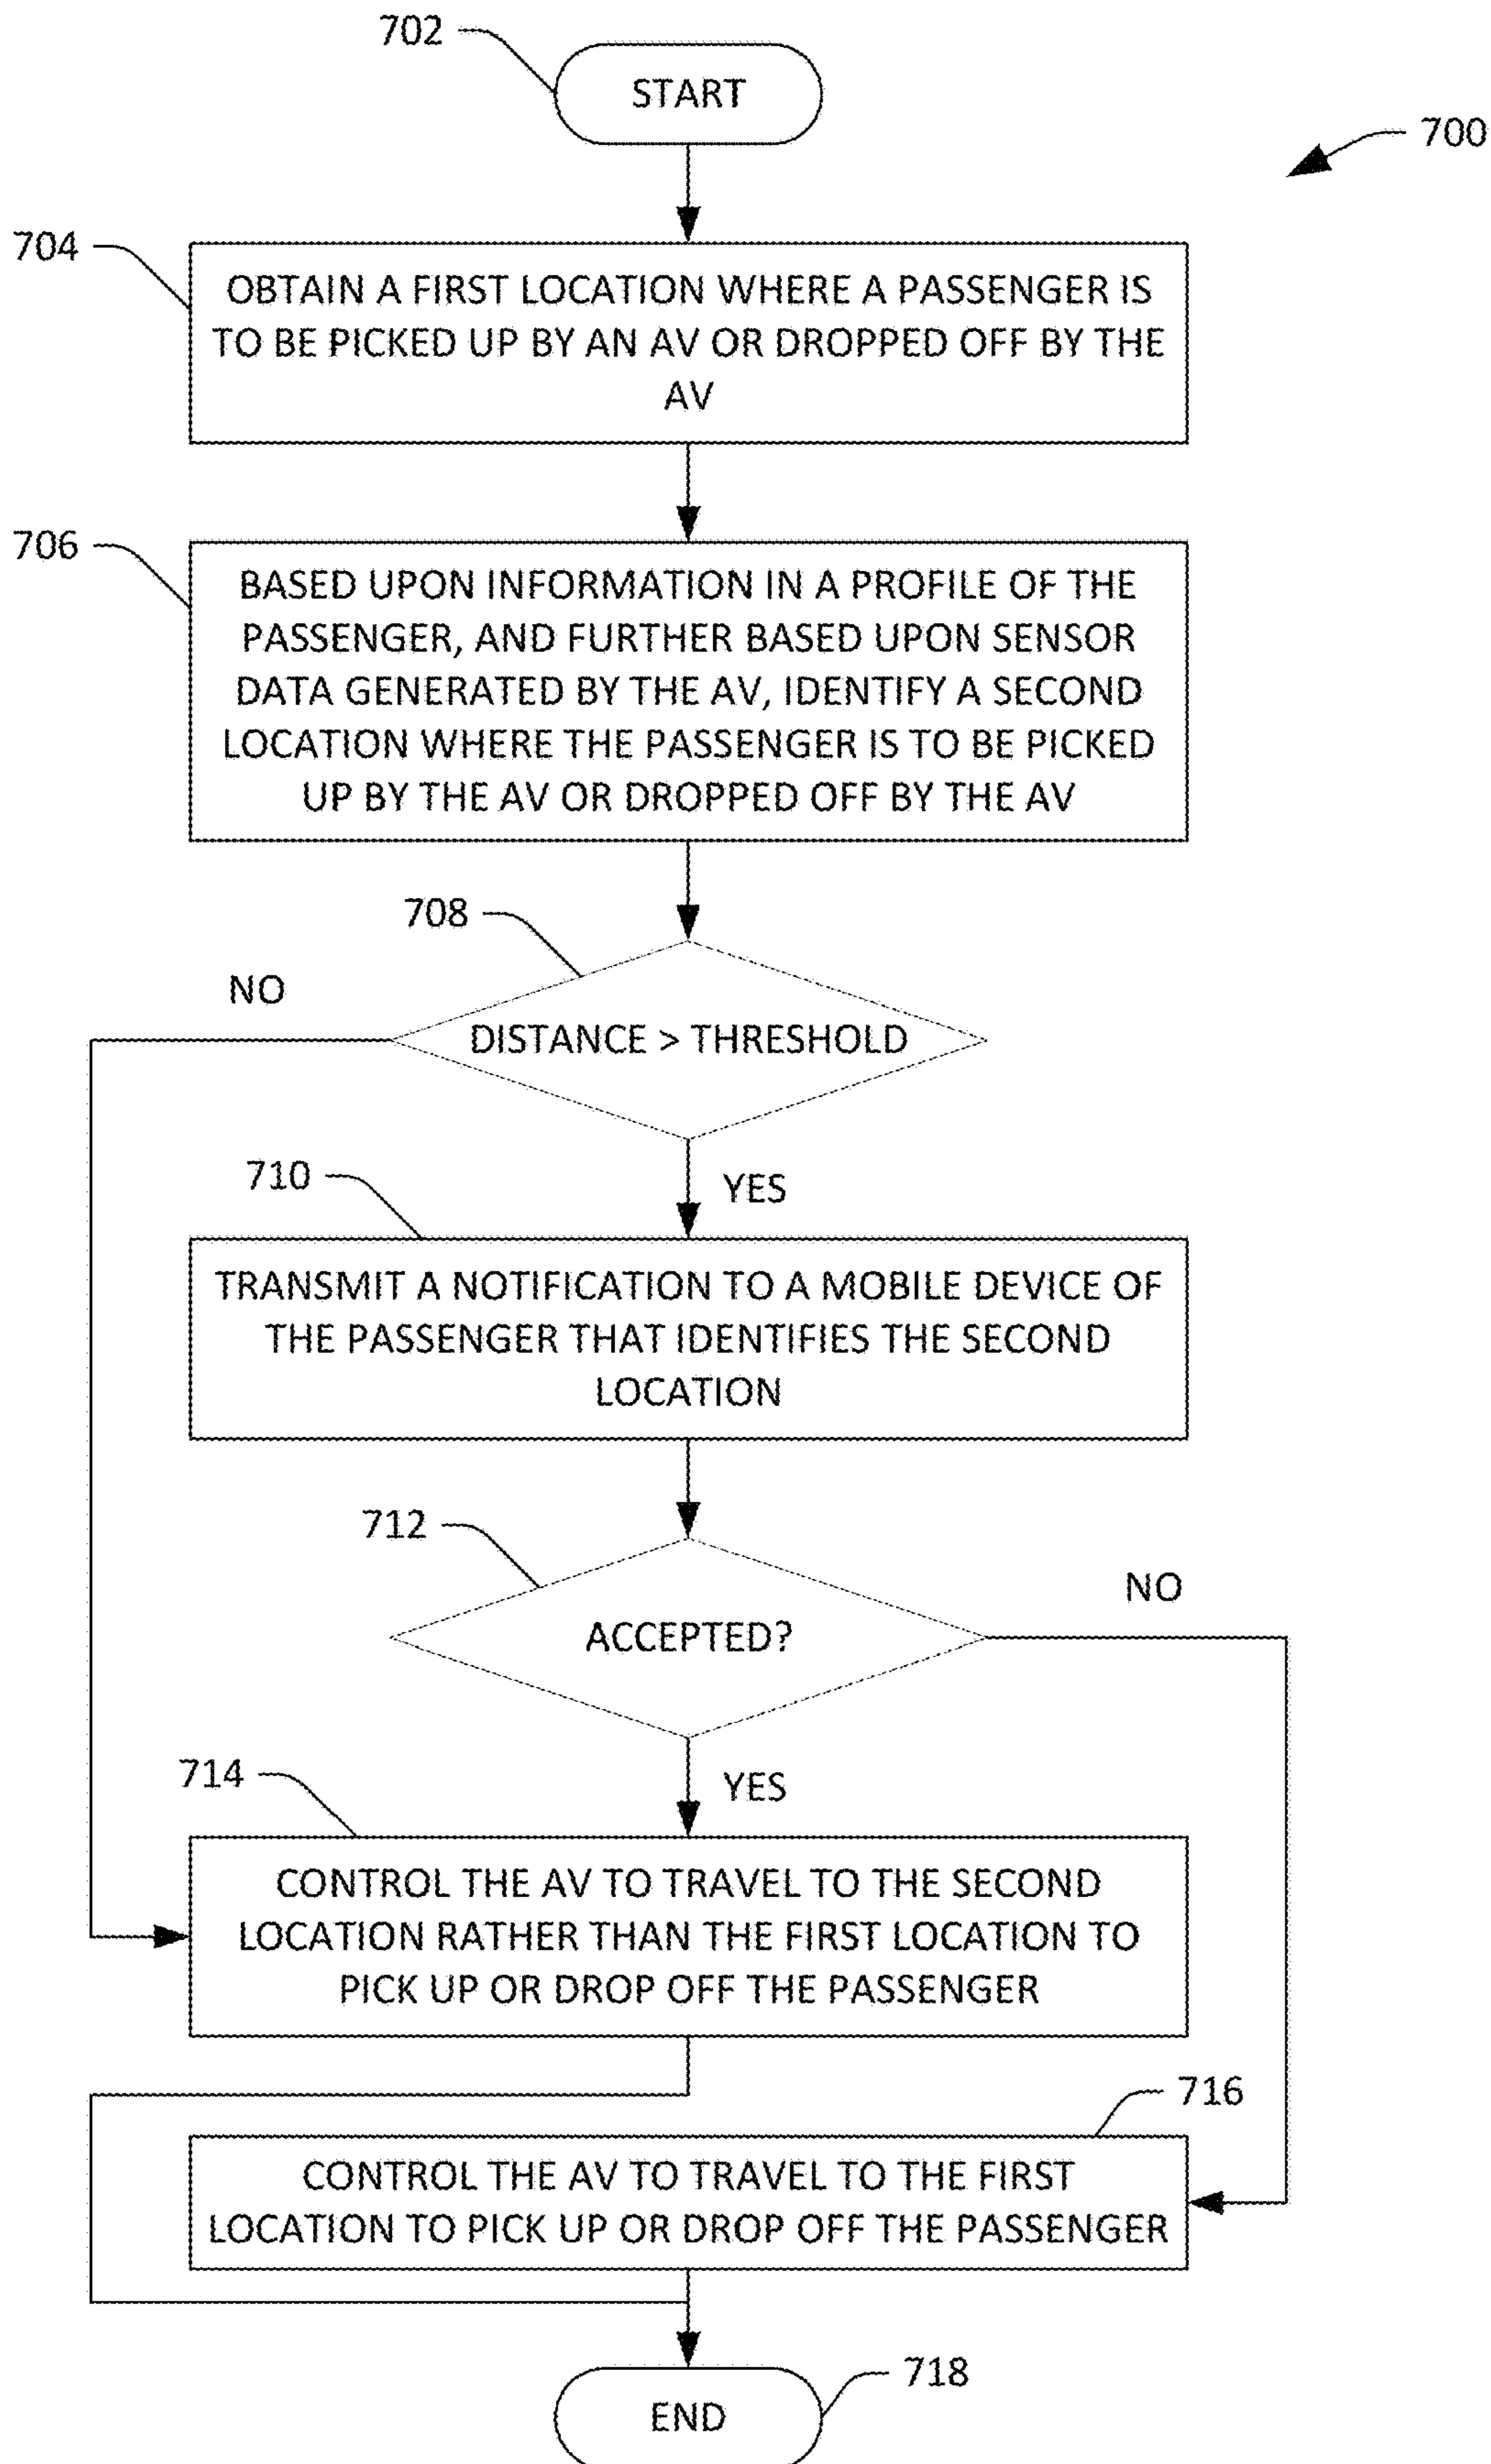 702
START
700
704
OBTAIN A FIRST LOCATION WHERE A PASSENGER IS
TO BE PICKED UP BY AN AV OR DROPPED OFF BY THE
AV
706
BASED UPON INFORMATION IN A PROFILE OF THE
PASSENGER, AND FURTHER BASED UPON SENSOR
DATA GENERATED BY THE AV, IDENTIFY A SECOND
LOCATION WHERE THE PASSENGER IS TO BE PICKED
UP BY THE AV OR DROPPED OFF BY THE AV
708
NO
DISTANCE > THRESHOLD
710
YES
TRANSMIT A NOTIFICATION TO A MOBILE DEVICE OF
THE PASSENGER THAT IDENTIFIES THE SECOND
LOCATION
712
NO
ACCEPTED?
714
YES
CONTROL THE AV TO TRAVEL TO THE SECOND
LOCATION RATHER THAN THE FIRST LOCATION TO
PICK UP OR DROP OFF THE PASSENGER
716
CONTROL THE AV TO TRAVEL TO THE FIRST
LOCATION TO PICK UP OR DROP OFF THE PASSENGER
718
END